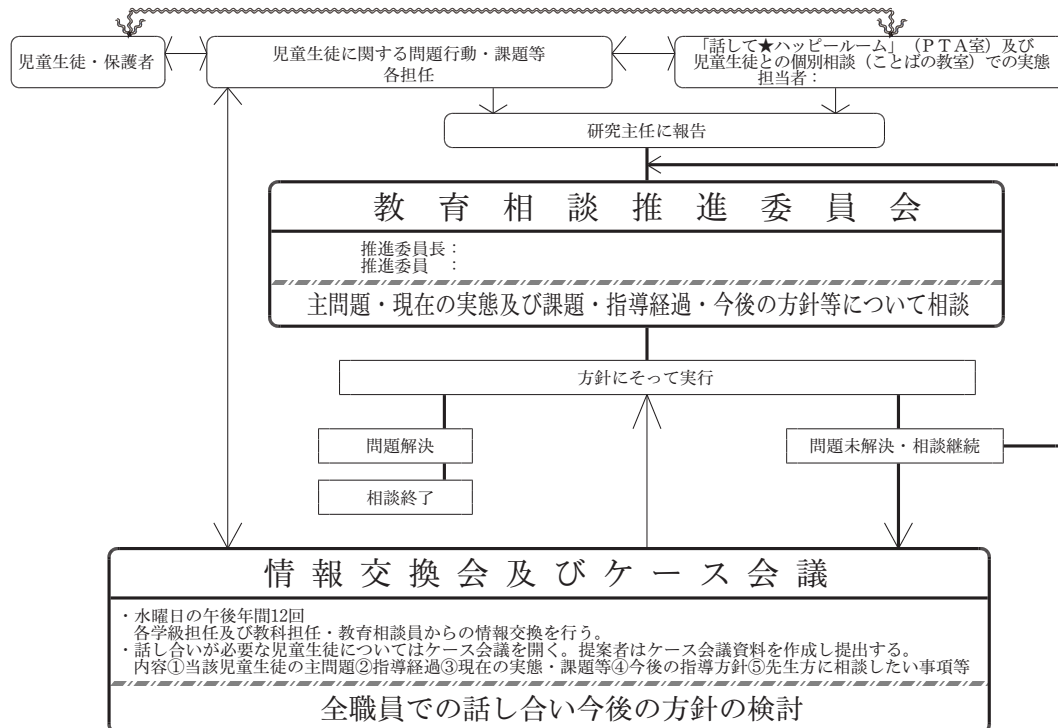 児童生徒・保護者
児童生徒に関する問題行動・課題等
各担任
「話して★ハッピールーム」（ＰＴＡ室）及び
児童生徒との個別相談（ことばの教室）での実態
担当者：
研究主任に報告
教育相談推進委員会
推進委員長：
推進委員　：
主問題・現在の実態及び課題・指導経過・今後の方針等について相談
方針にそって実行
問題解決
問題未解決・相談継続
相談終了
情報交換会及びケース会議
・水曜日の午後年間12回
各学級担任及び教科担任・教育相談員からの情報交換を行う。
・話し合いが必要な児童生徒についてはケース会議を開く。提案者はケース会議資料を作成し提出する。
内容①当該児童生徒の主問題②指導経過③現在の実態・課題等④今後の指導方針⑤先生方に相談したい事項等
全職員での話し合い今後の方針の検討